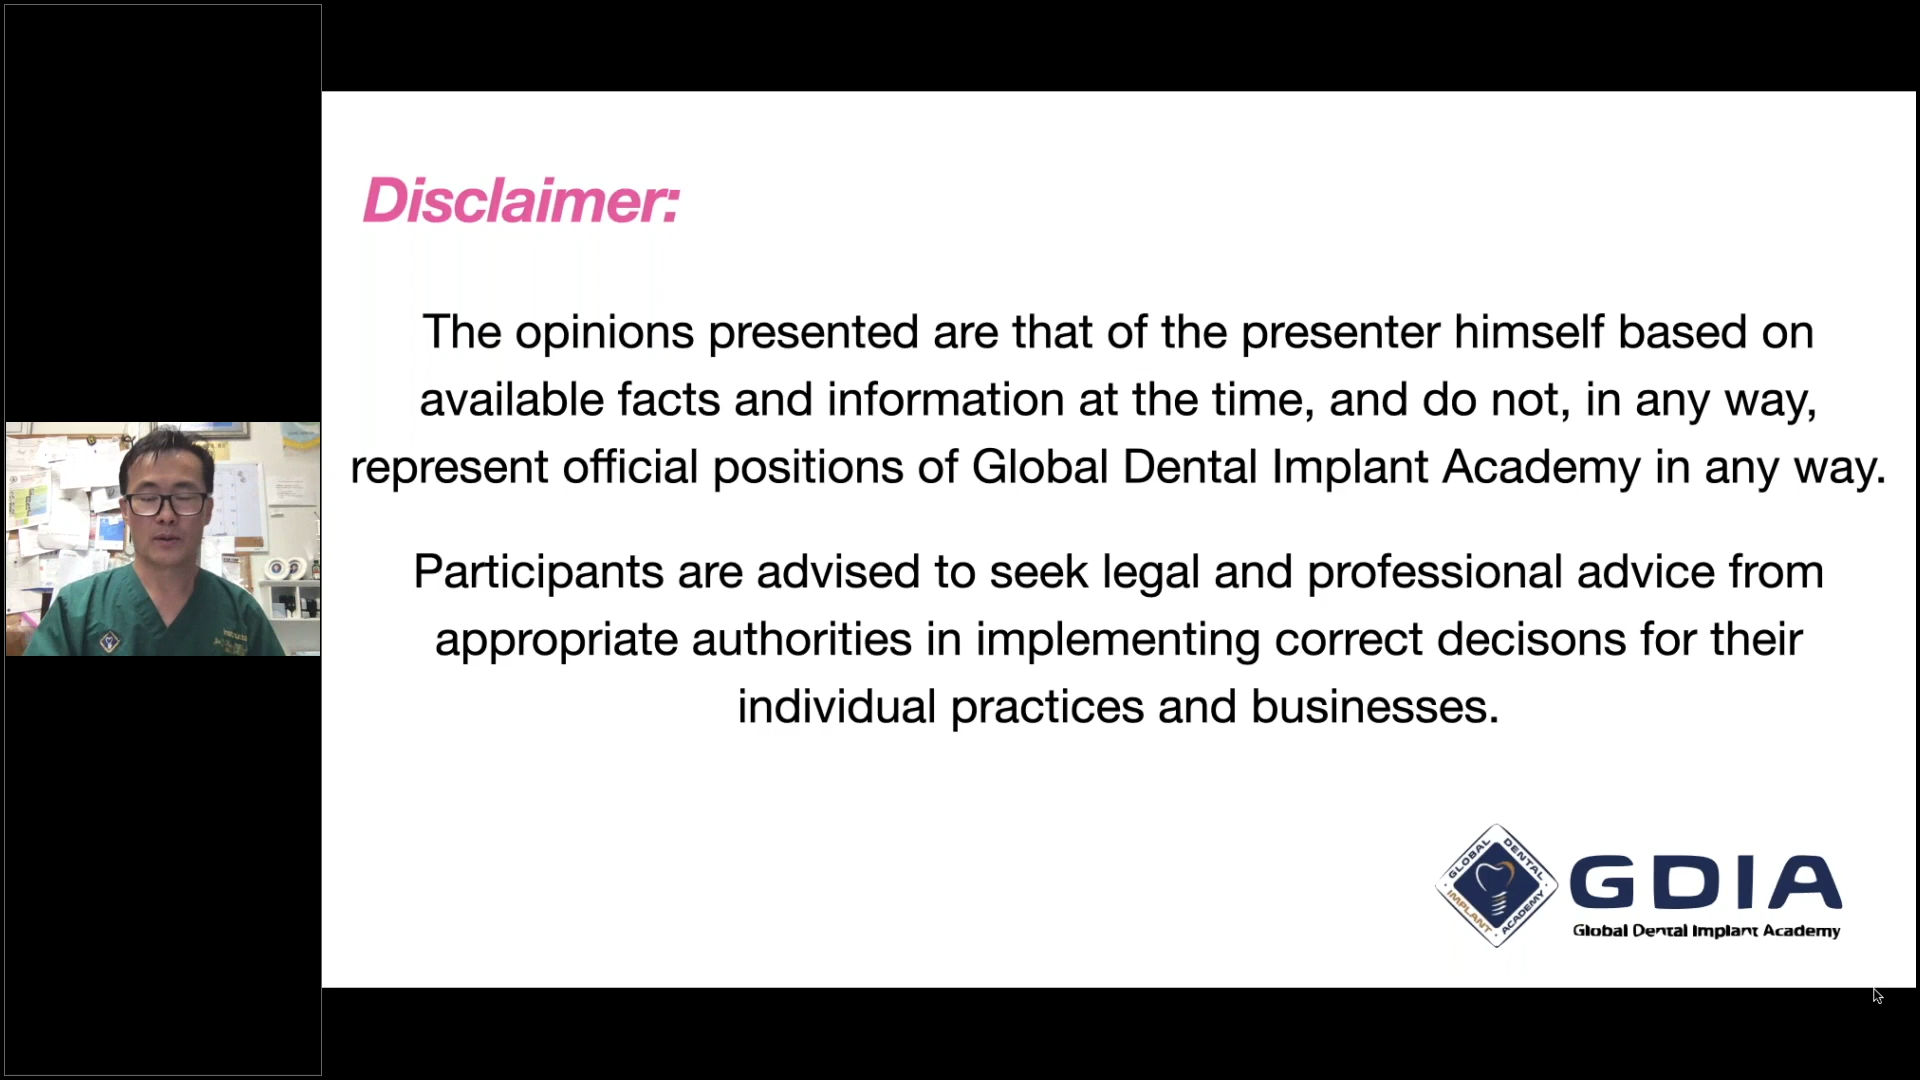 Disclaimer:
The opinions presented are that of the presenter himself based on
available facts and information at the time, and do not, in any way,
represent official positions of Global Dental Implant Academy in any way.
Participants are advised to seek legal and professional advice from
appropriate authorities in implementing correct decisons for their
individual practices and businesses.
GLOBAL DENTAL
IMPLANT ACADEMY
GDIA
Global Dental Implant Academy